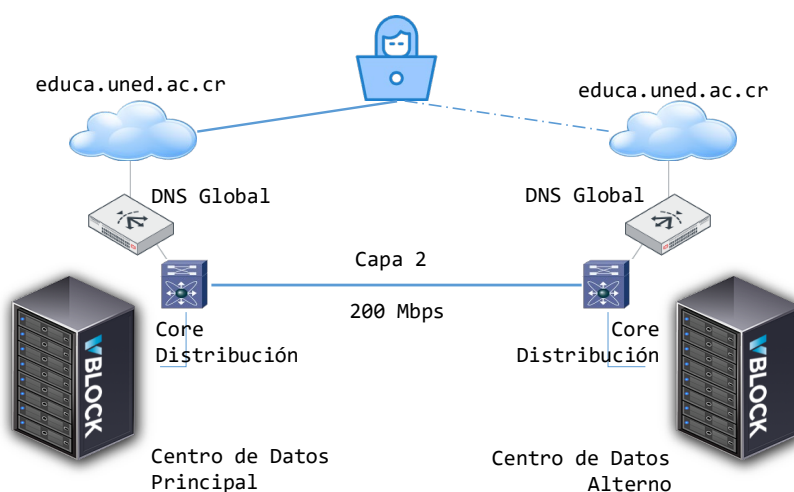 educa.uned.ac.cr
educa.uned.ac.cr
DNS Global
DNS Global
Capa 2
200 Mbps
Core
Distribución
Core
Distribución
VBLOCK
VBLOCK
Centro de Datos
Principal
Centro de Datos
Alterno